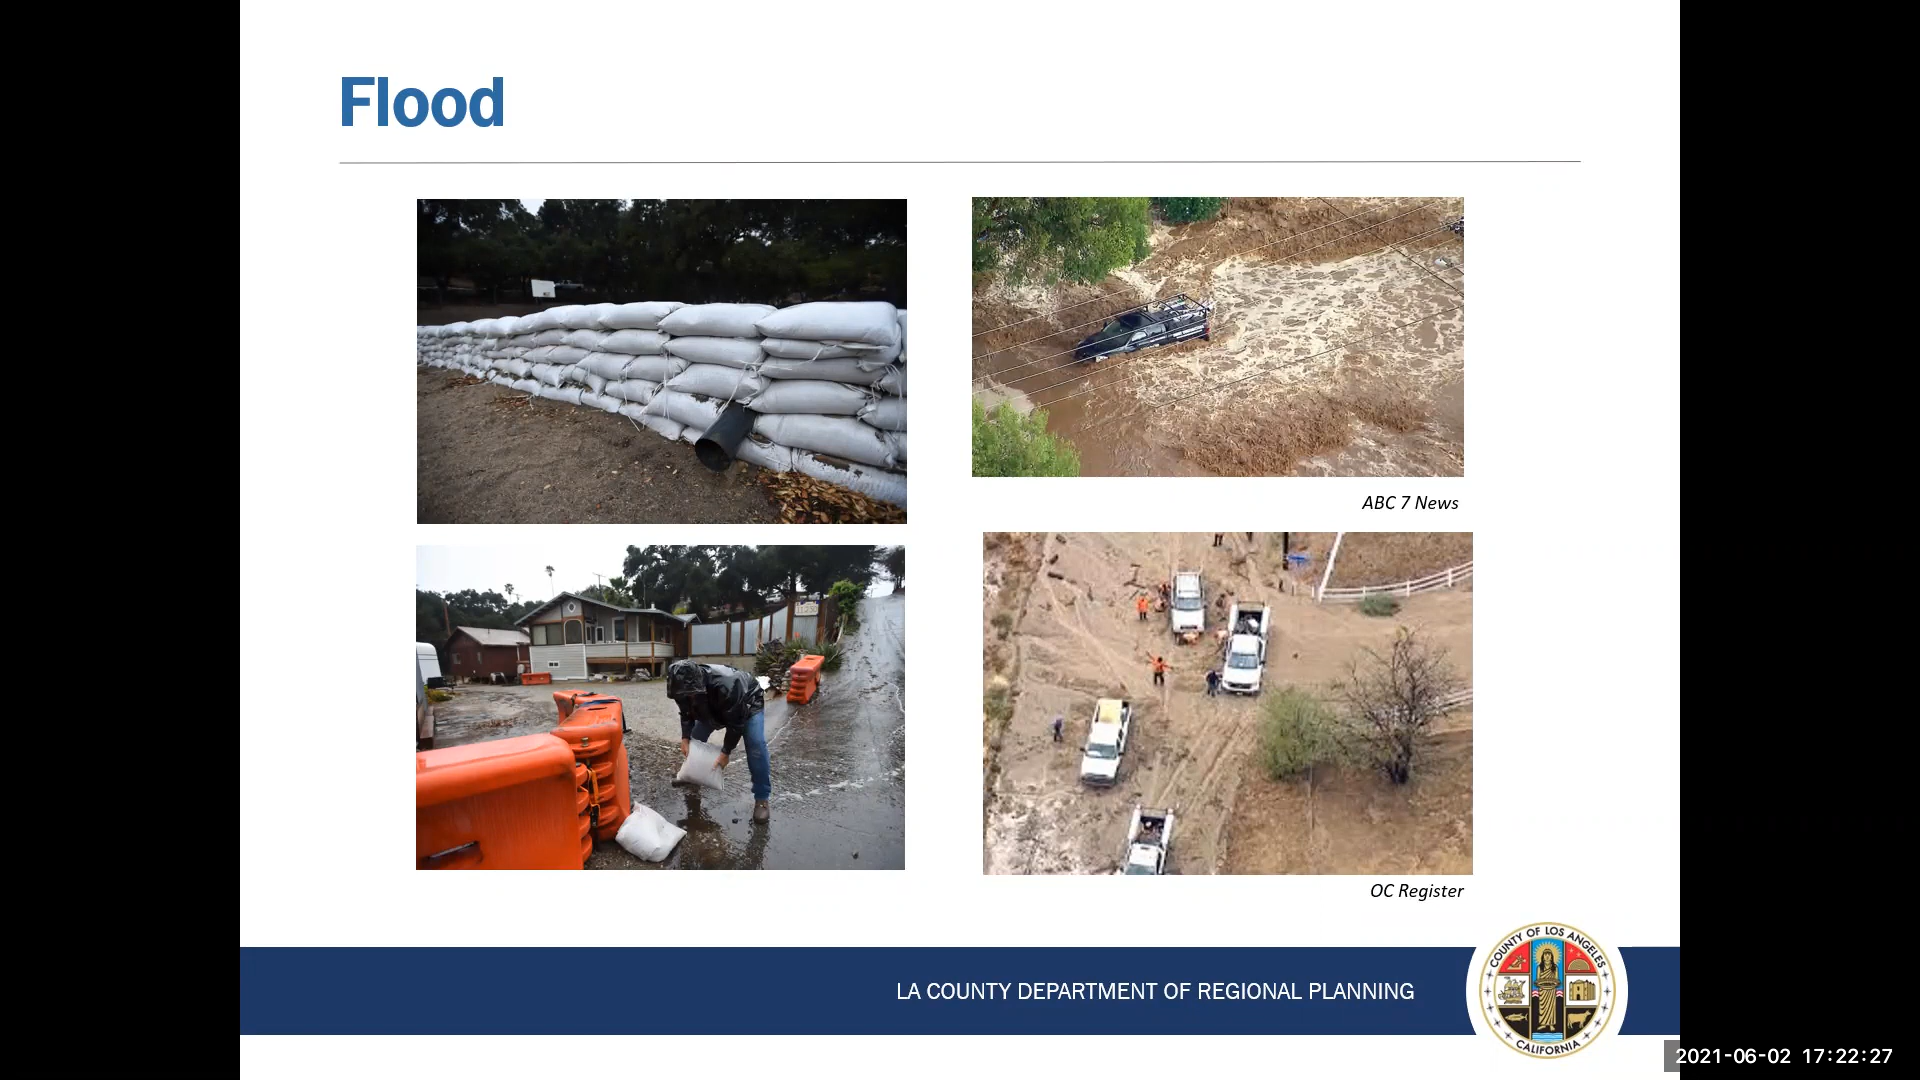 Flood
ABC 7 News
OC Register
LA COUNTY DEPARTMENT OF REGIONAL PLANNING
COUNTY OF LOS ANGELES
CALIFORNIA
2021-06-02 17:22:27